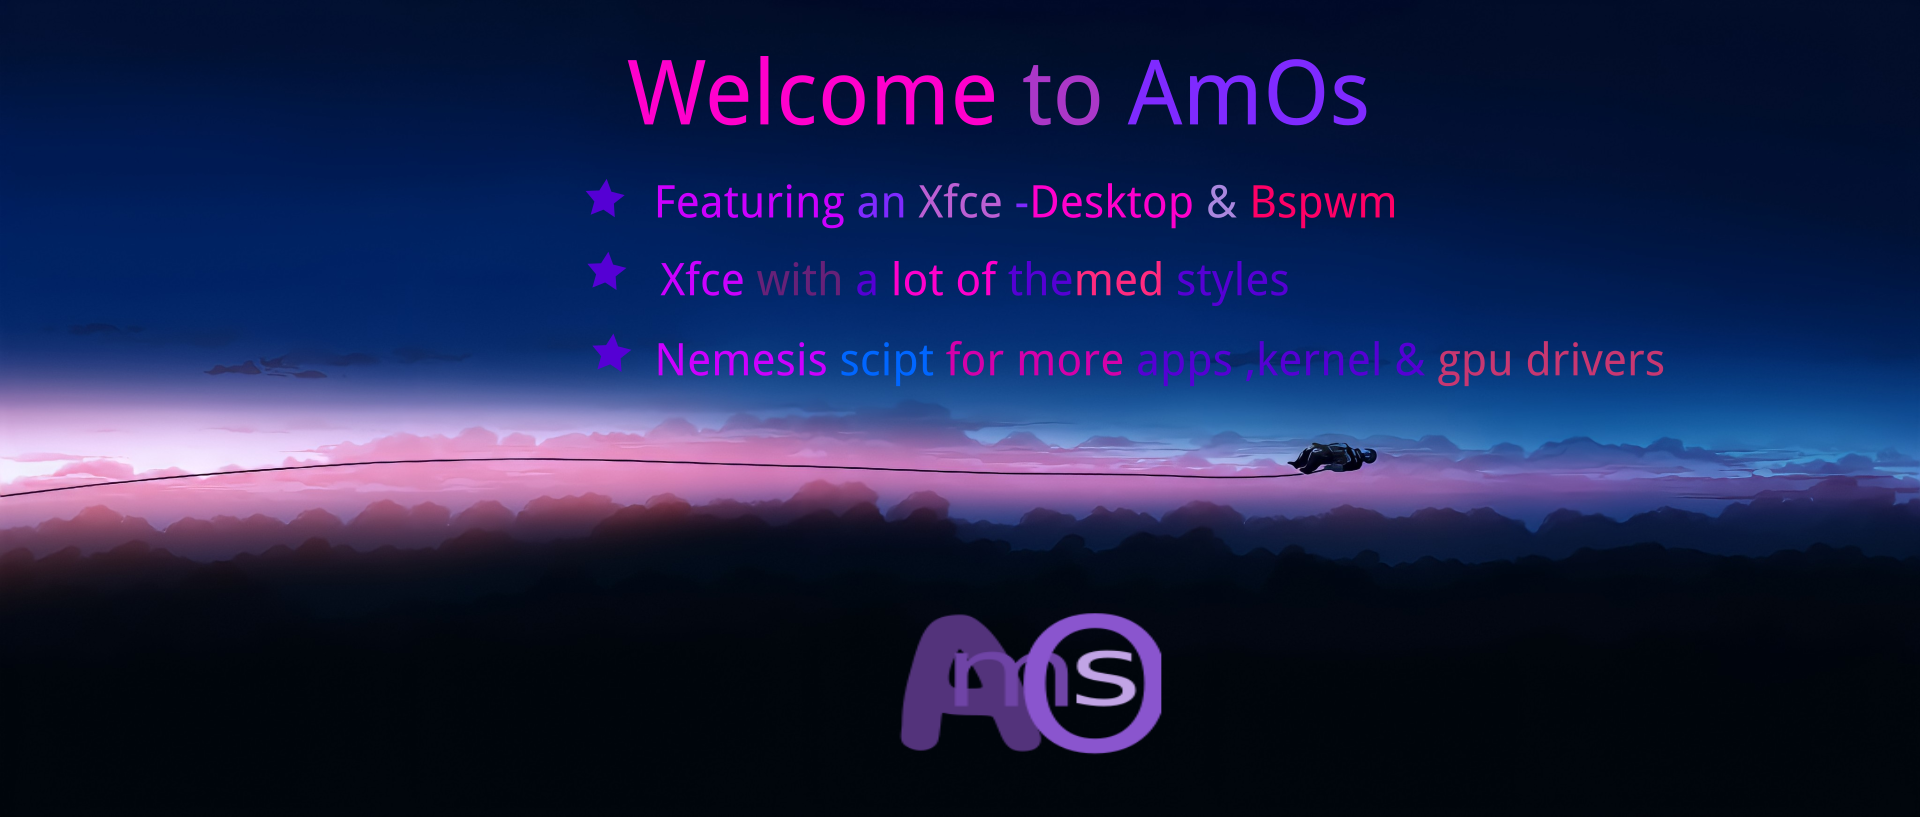 Welcome to AmOs
Featuring an Xfce -Desktop & Bspwm
Xfce with a lot of themed styles
Nemesis scipt for more apps ,kernel & gpu drivers
AmOs